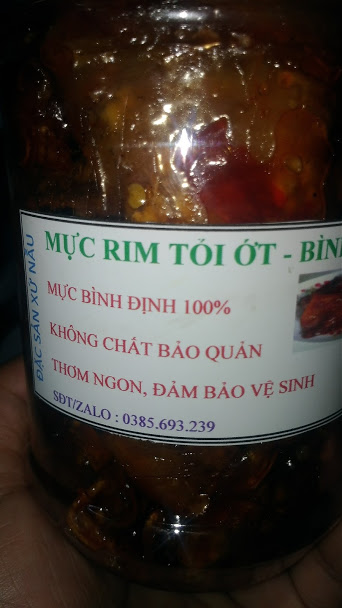 MỰC RIM TỎI ỚT - BÌN
MỰC BÌNH ĐỊNH 100%
KHÔNG CHẤT BẢO QUẢN
THƠM NGON, ĐẢM BẢO VỆ SINH
SĐT/ZALO : 0385.693.239
ĐẶC SẢN XỨ NẪU